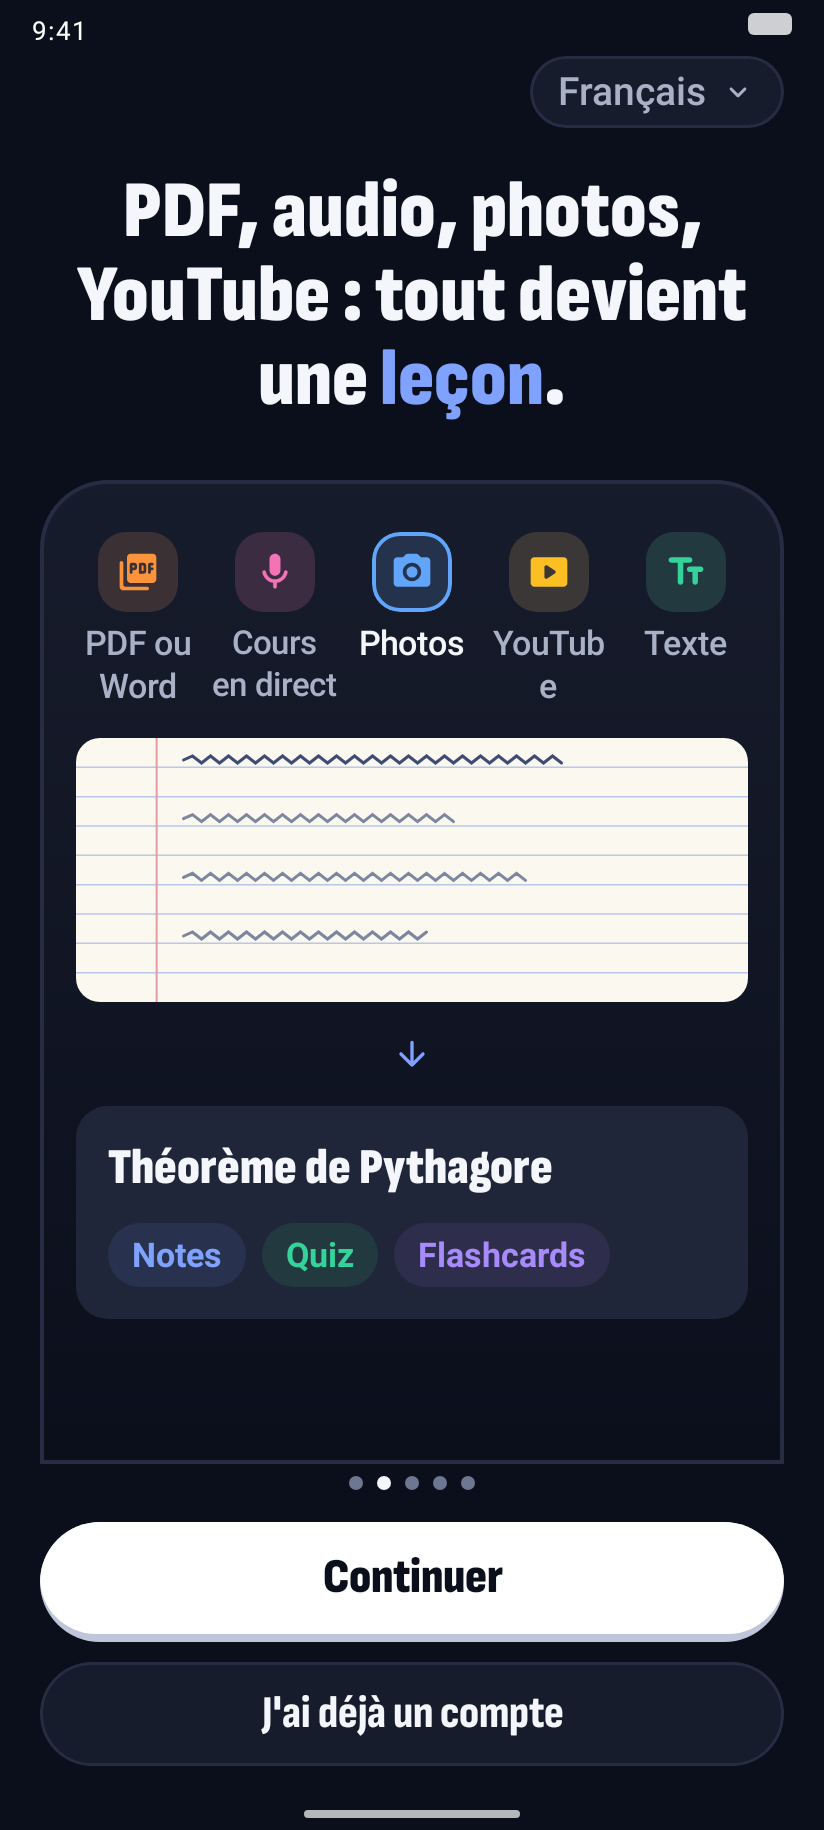 9:41
Français
PDF, audio, photos,
YouTube : tout devient
une leçon.
PDF
PDF ou
Word
Cours
en direct
Photos
YouTub
e
Texte
Théorème de Pythagore
Notes
Quiz
Flashcards
Continuer
J'ai déjà un compte